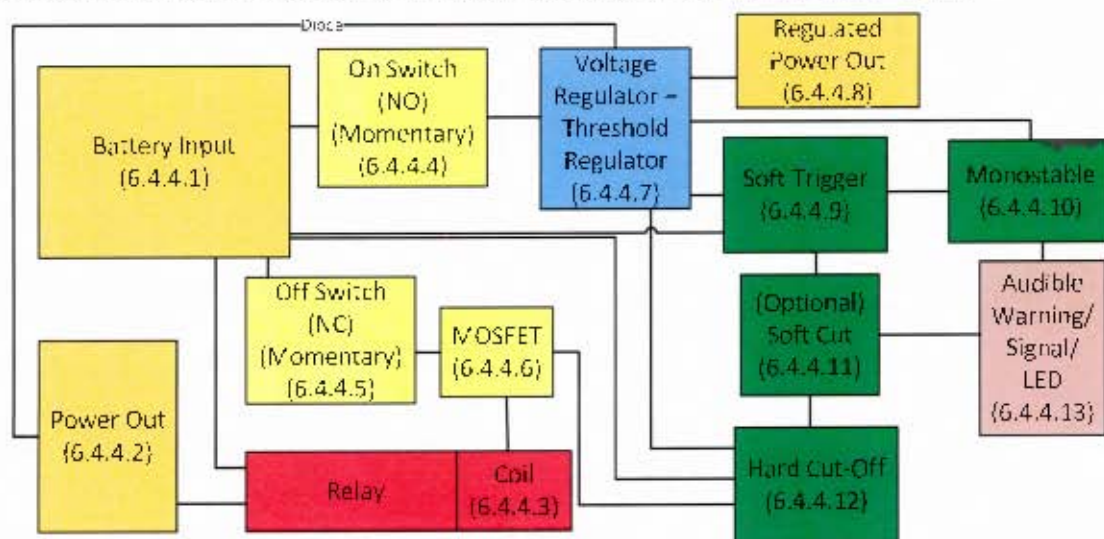 Diode
Battery Input
(6.4.4.1)
On Switch
(NO)
(Momentary)
(6.4.4.4)
Voltage
Regulator –
Threshold
Regulator
(6.4.4.7)
Regulated
Power Out
(6.4.4.8)
Soft Trigger
(6.4.4.9)
Monostable
(6.4.4.10)
Off Switch
(NC)
(Momentary)
(6.4.4.5)
MOSFET
(6.4.4.6)
(Optional)
Soft Cut
(6.4.4.11)
Audible
Warning/
Signal/
LED
(6.4.4.13)
Power Out
(6.4.4.2)
Relay
Coil
(6.4.4.3)
Hard Cut-Off
(6.4.4.12)